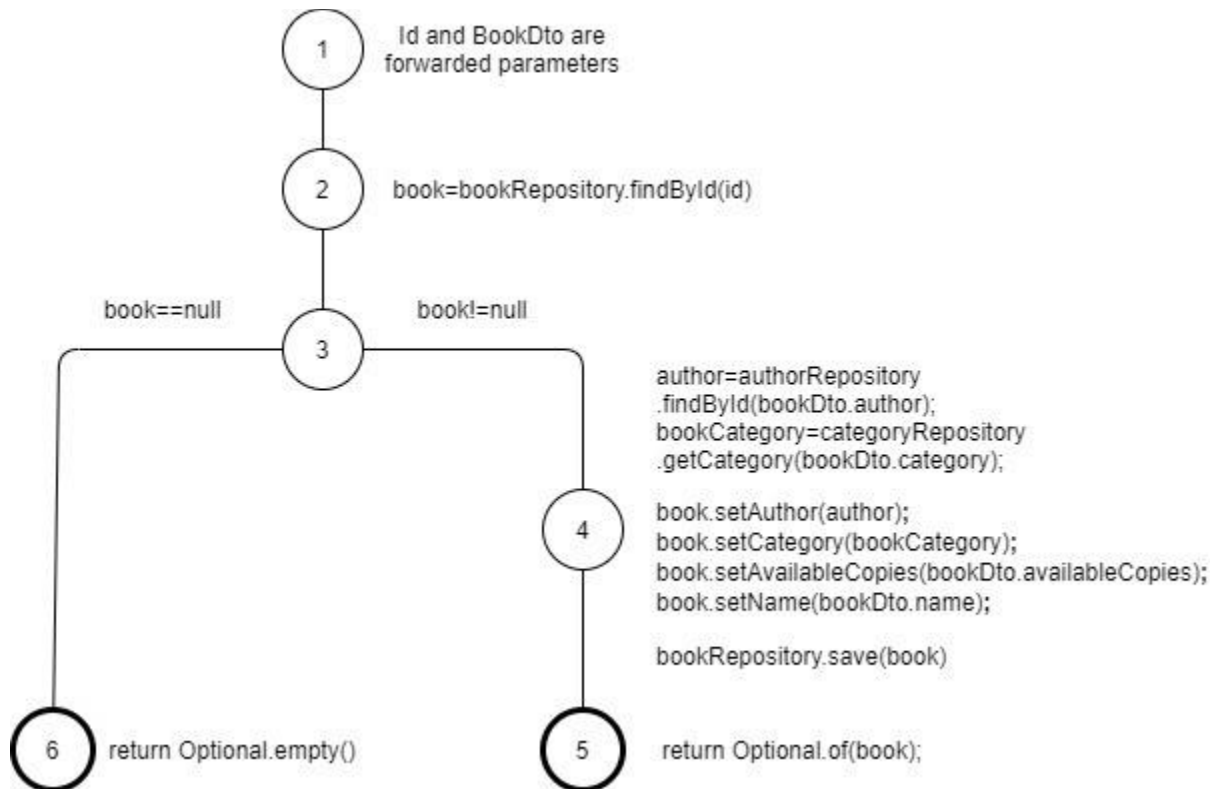 1
Id and BookDto are
forwarded parameters
2
book=bookRepository.findById(id)
book==null
book!=null
3
author=authorRepository
.findById(bookDto.author);
bookCategory=categoryRepository
.getCategory(bookDto.category);
4
book.setAuthor(author);
book.setCategory(bookCategory);
book.setAvailableCopies(bookDto.availableCopies);
book.setName(bookDto.name);
bookRepository.save(book)
6
return Optional.empty()
5
return Optional.of(book);